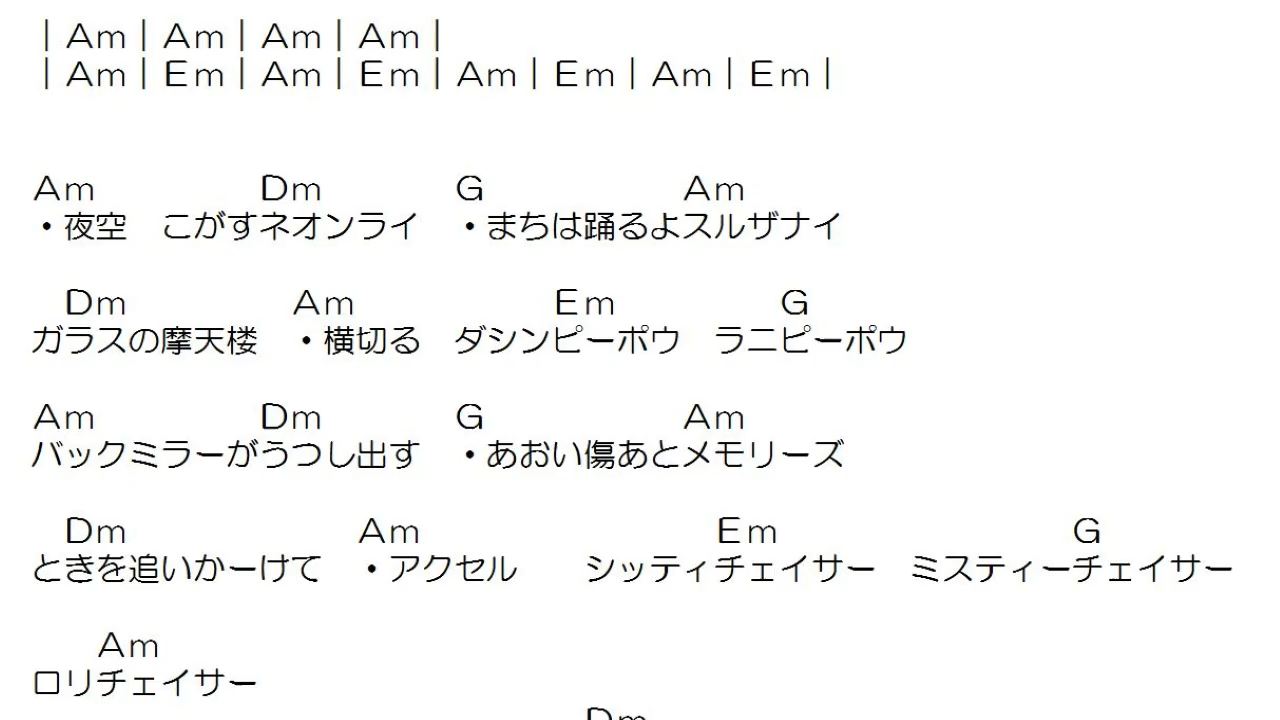 ｜Ａｍ｜Ａｍ｜Ａｍ｜Ａｍ｜
｜Ａｍ｜Ｅｍ｜Ａｍ｜Ｅｍ｜Ａｍ｜Ｅｍ｜Ａｍ｜Ｅｍ｜
Ａｍ　　　　　Ｄｍ　　　　Ｇ　　　　　　Ａｍ
・夜空　こがすネオンライ　・まちは踊るよスルザナイ
　Ｄｍ　　　　　Ａｍ　　　　　　Ｅｍ　　　　　Ｇ
ガラスの摩天楼　・横切る　ダシンピーポウ　ラニピーポウ
Ａｍ　　　　　Ｄｍ　　　　Ｇ　　　　　　Ａｍ
バックミラーがうつし出す　・あおい傷あとメモリーズ
　Ｄｍ　　　　　　　Ａｍ　　　　　　　　　Ｅｍ　　　　　　　　　Ｇ
ときを追いかーけて　・アクセル　　シッティチェイサー　ミスティーチェイサー
　　Ａｍ
ロリチェイサー
Ｄｍ